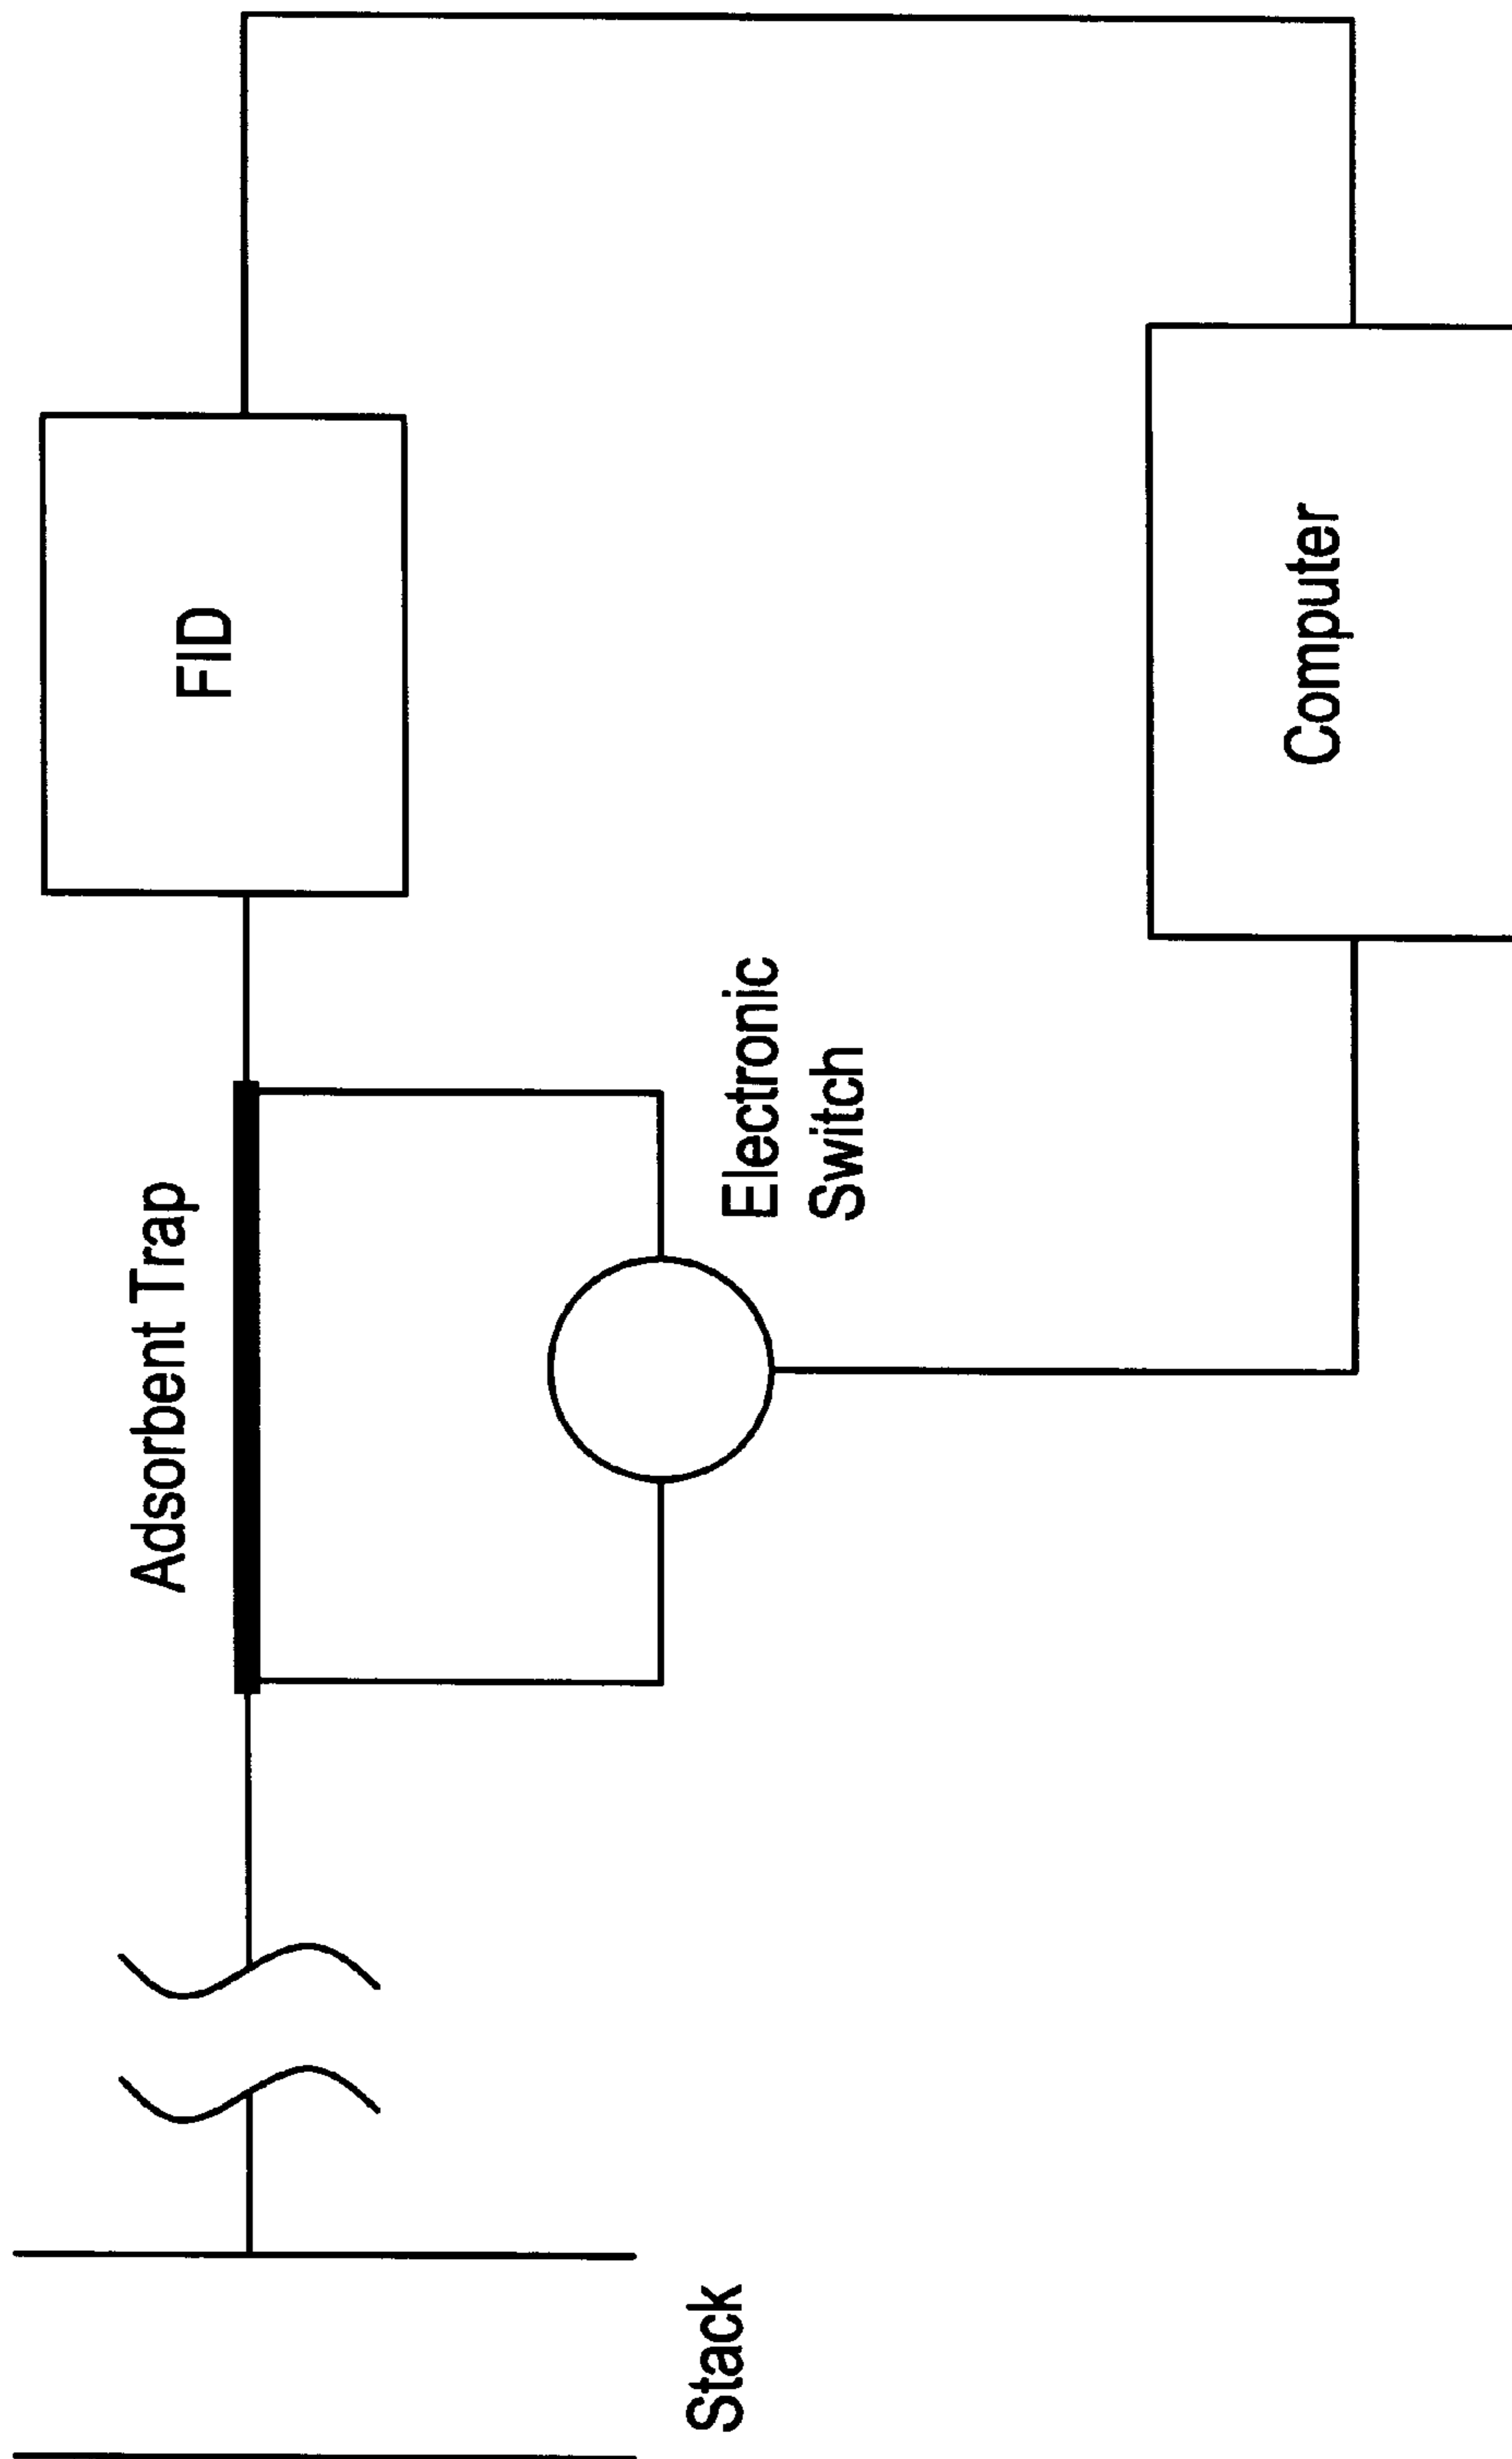 Stack
Adsorbent Trap
Electronic
Switch
FID
Computer